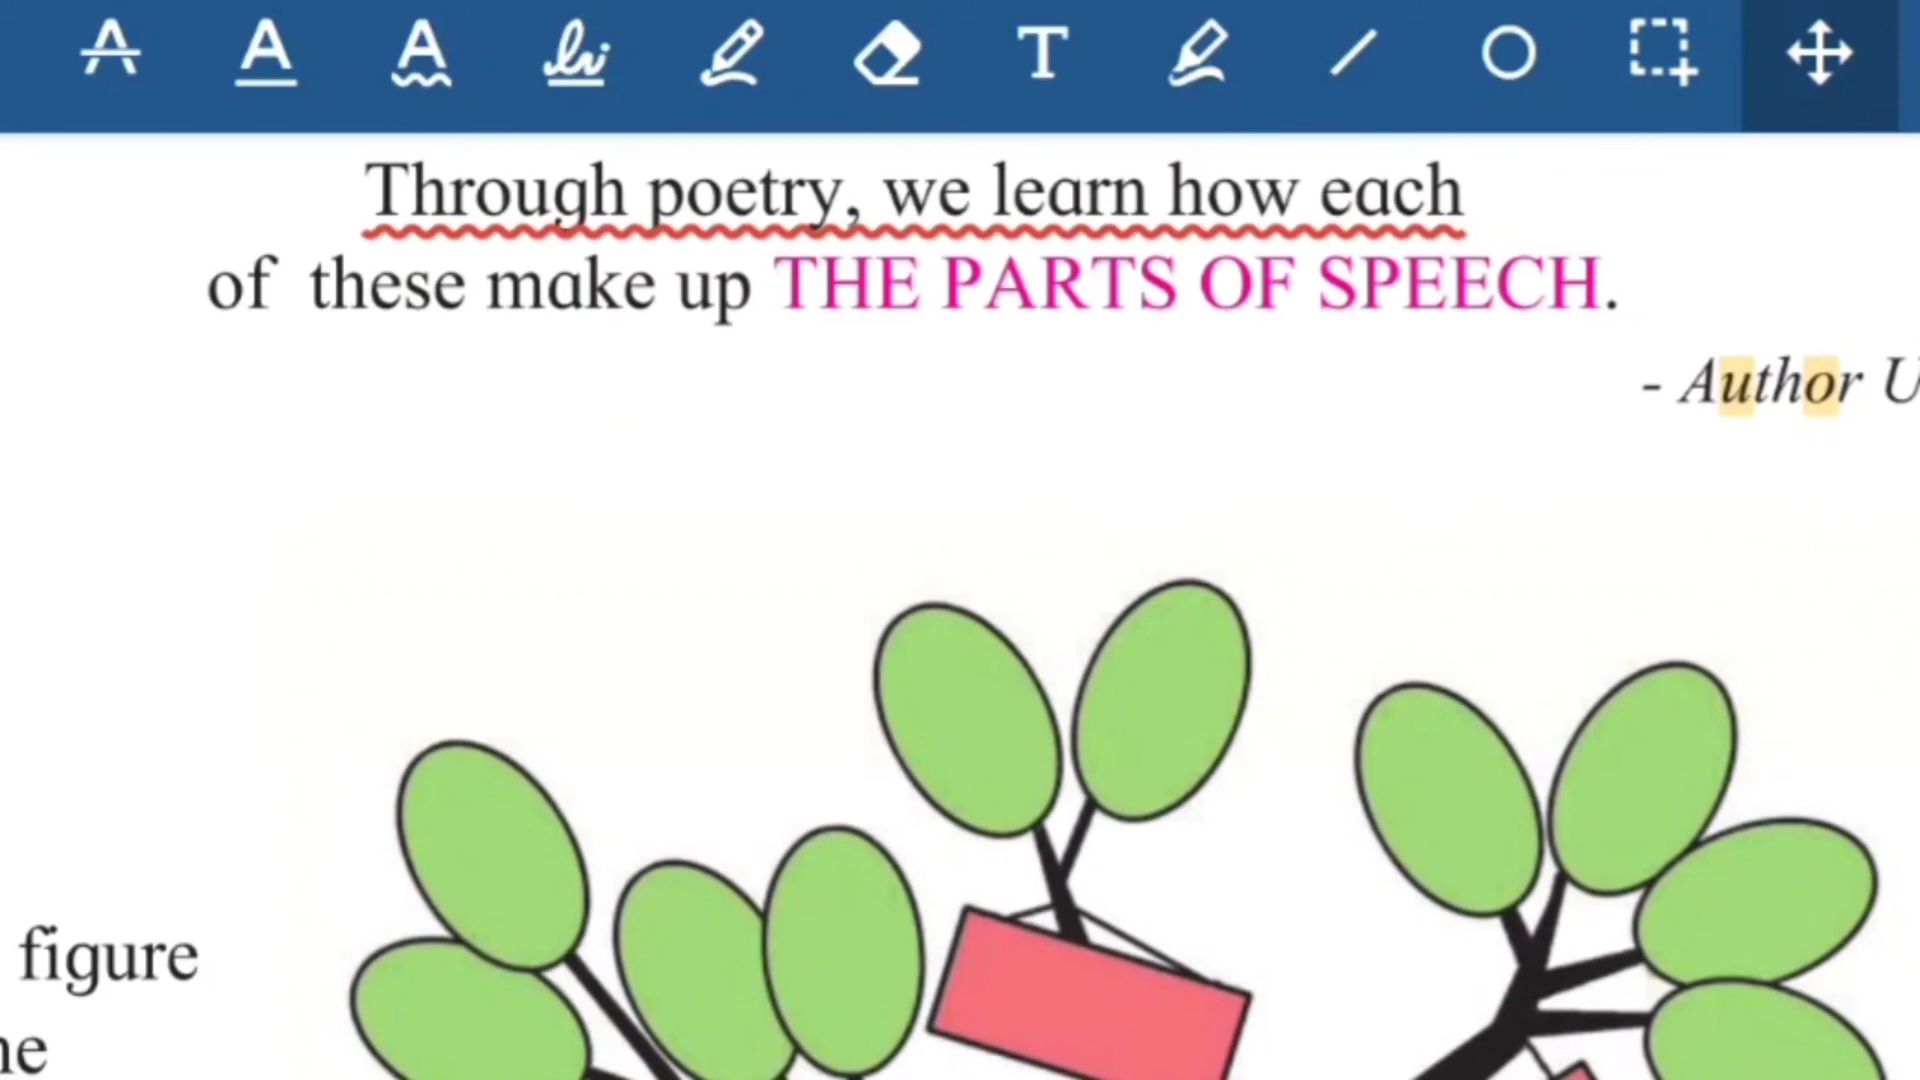 Through poetry, we learn how each
of these make up THE PARTS OF SPEECH.
- Author U
figure